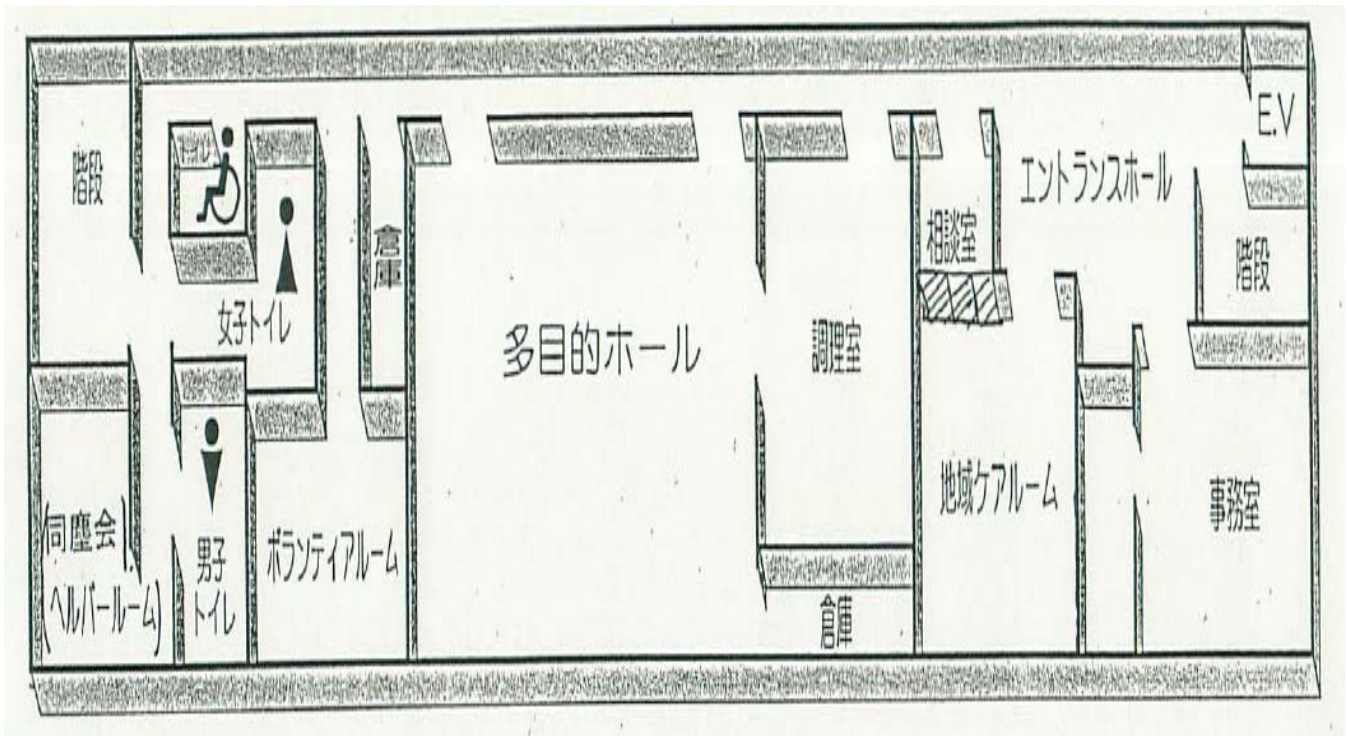 階段
女子トイレ
倉庫
多目的ホール
調理室
相談室
エントランスホール
E.V
階段
(同塵会)
(ヘルパールーム)
男子
トイレ
ボランティアルーム
倉庫
地域ケアルーム
事務室